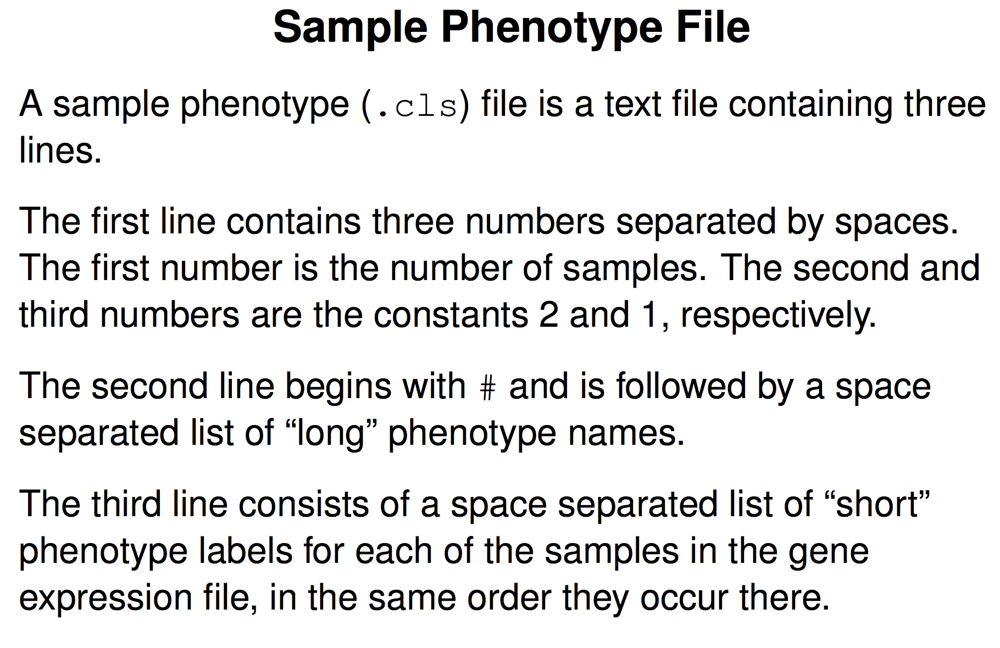 Sample Phenotype File
A sample phenotype (.cls) file is a text file containing three
lines.
The first line contains three numbers separated by spaces.
The first number is the number of samples. The second and
third numbers are the constants 2 and 1, respectively.
The second line begins with # and is followed by a space
separated list of “long” phenotype names.
The third line consists of a space separated list of “short”
phenotype labels for each of the samples in the gene
expression file, in the same order they occur there.